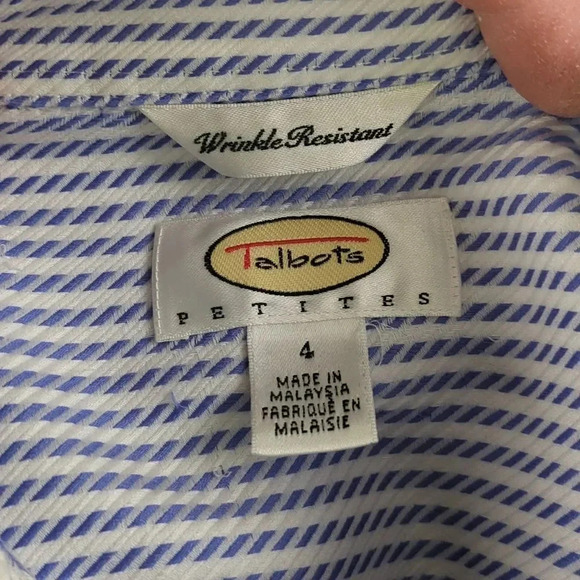 Wrinkle Resistant
Talbots
PETITES
4
MADE IN
MALAYSIA
FABRIQUÉ EN
MALAISIE